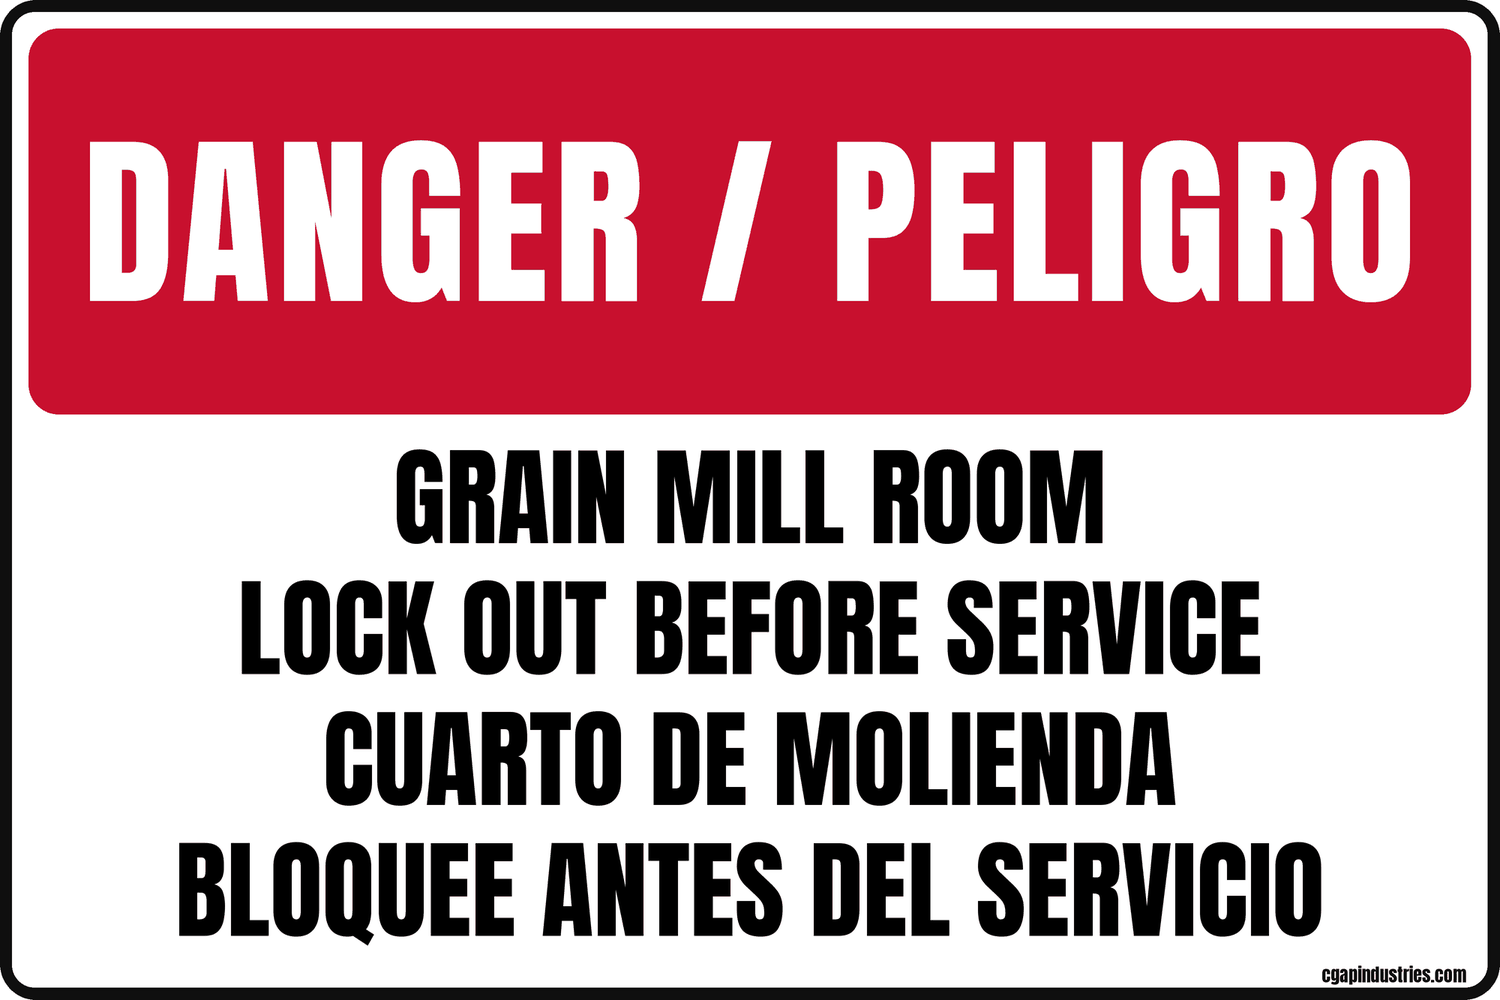 DANGER / PELIGRO
GRAIN MILL ROOM
LOCK OUT BEFORE SERVICE
CUARTO DE MOLIENDA
BLOQUEE ANTES DEL SERVICIO
cgapindustries.com